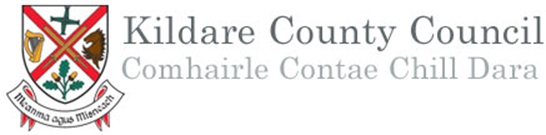 Kildare County Council
Comhairle Contae Chill Dara
Meanma agus Misneach